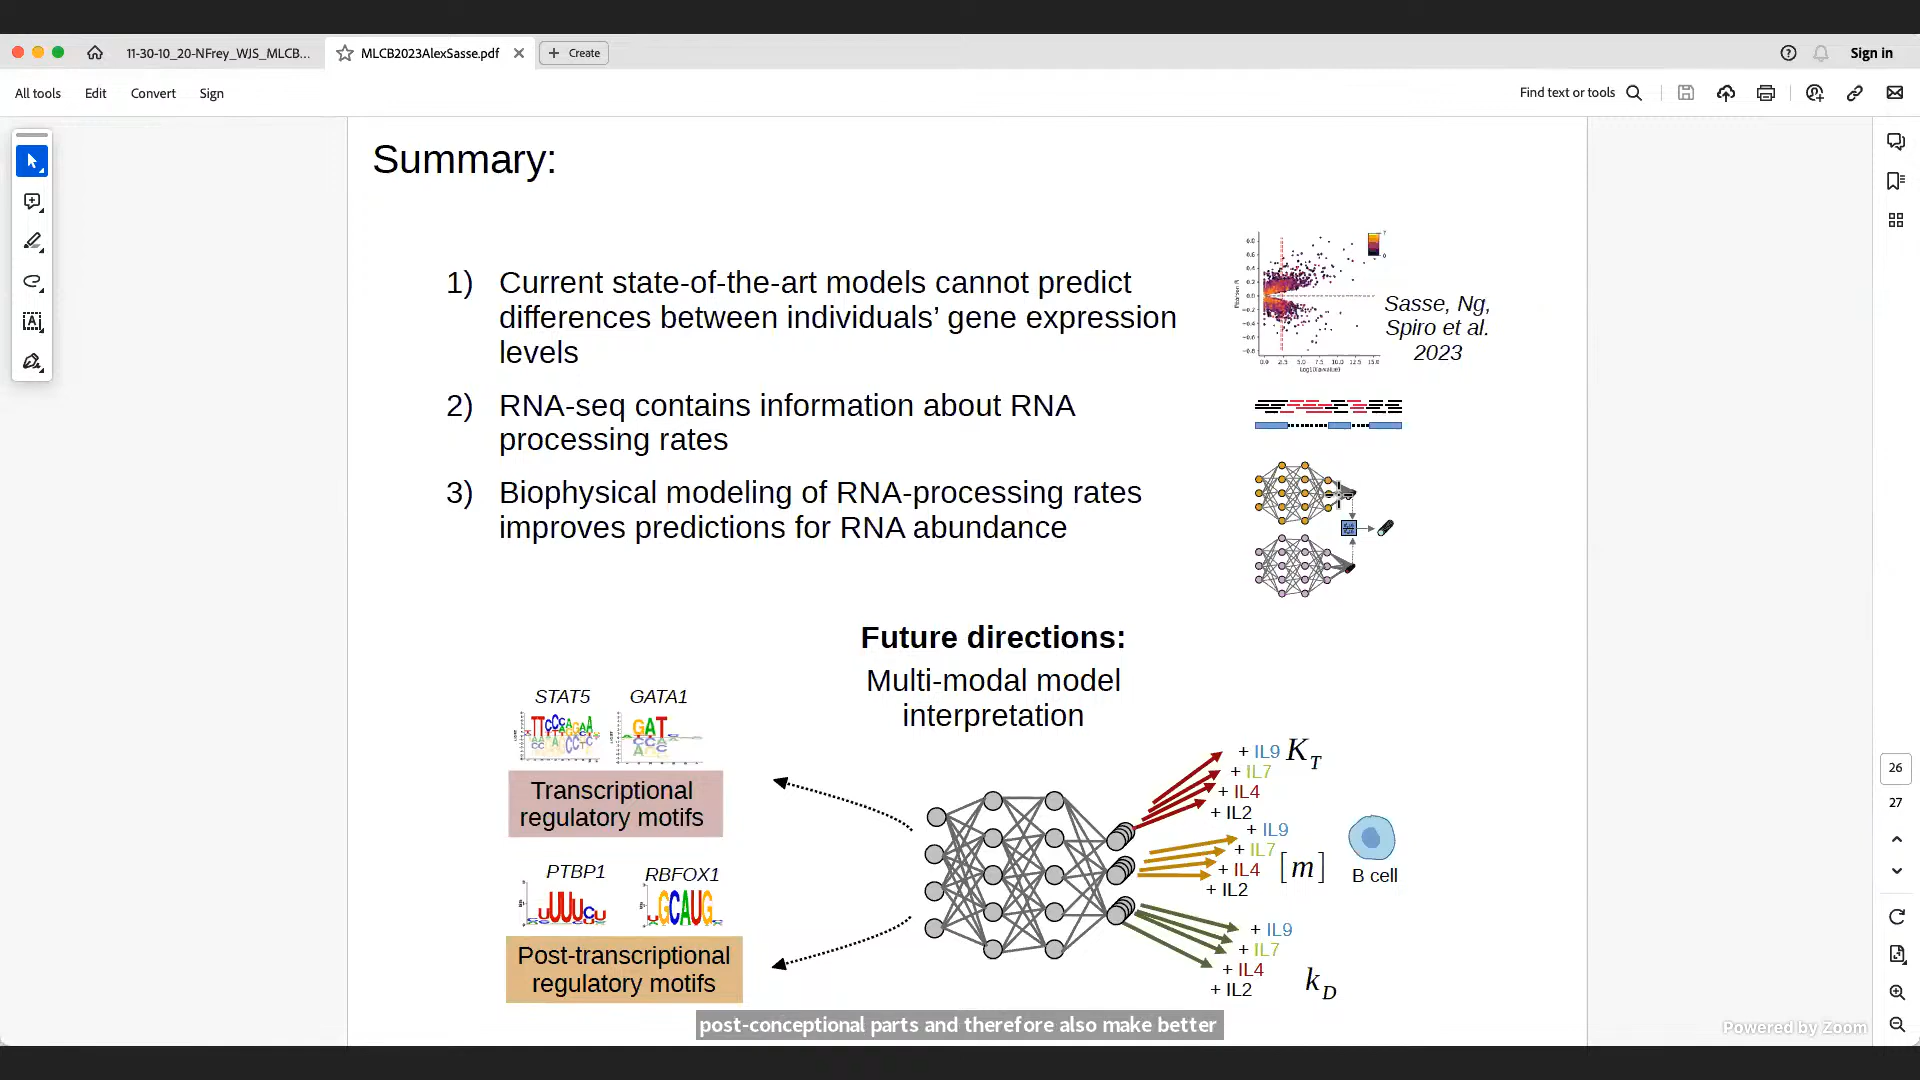 11-30-10_20-NFrey_WJS_MLCB...
MLCB2023AlexSasse.pdf
Create
Sign in
All tools
Edit
Convert
Sign
Find text or tools
Summary:
1) Current state-of-the-art models cannot predict
differences between individuals’ gene expression
levels
Sasse, Ng,
Spiro et al.
2023
2) RNA-seq contains information about RNA
processing rates
3) Biophysical modeling of RNA-processing rates
improves predictions for RNA abundance
Future directions:
Multi-modal model
interpretation
STAT5
GATA1
Transcriptional
regulatory motifs
PTBP1
RBFOX1
Post-transcriptional
regulatory motifs
+ IL9 K_T
+ IL7
+ IL4
+ IL2
+ IL9
+ IL7
+ IL4 [m]
+ IL2
B cell
+ IL9
+ IL7
+ IL4
+ IL2 k_D
26
27
post-conceptional parts and therefore also make better
Powered by Zoom